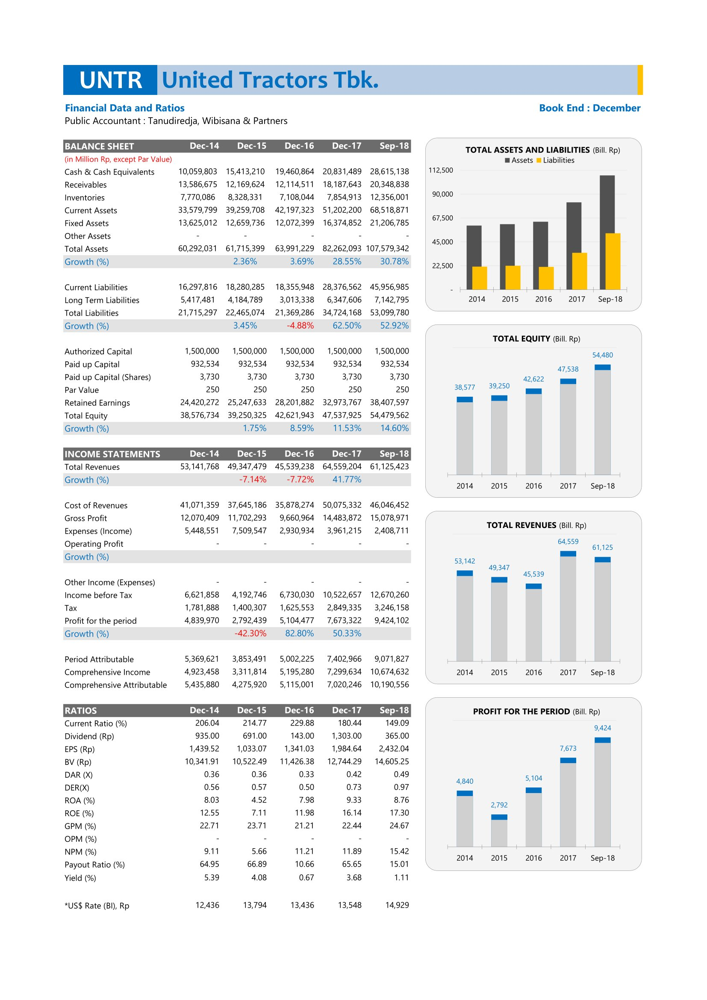 UNTR United Tractors Tbk.
Financial Data and Ratios Book End : December
Public Accountant : Tanudiredja, Wibisana & Partners
BALANCE SHEET Dec-14 Dec-15 Dec-16 Dec-17 Sep-18
(in Million Rp, except Par Value)
Cash & Cash Equivalents 10,059,803 15,413,210 19,460,864 20,831,489 28,615,138
Receivables 13,586,675 12,169,624 12,114,511 18,187,643 20,348,838
Inventories 7,770,086 8,328,331 7,108,044 7,854,913 12,356,001
Current Assets 33,579,799 39,259,708 42,197,323 51,202,200 68,518,871
Fixed Assets 13,625,012 12,659,736 12,072,399 16,374,852 21,206,785
Other Assets - - - - -
Total Assets 60,292,031 61,715,399 63,991,229 82,262,093 107,579,342
Growth (%) 2.36% 3.69% 28.55% 30.78%
Current Liabilities 16,297,816 18,280,285 18,355,948 28,376,562 45,956,985
Long Term Liabilities 5,417,481 4,184,789 3,013,338 6,347,606 7,142,795
Total Liabilities 21,715,297 22,465,074 21,369,286 34,724,168 53,099,780
Growth (%) 3.45% -4.88% 62.50% 52.92%
Authorized Capital 1,500,000 1,500,000 1,500,000 1,500,000 1,500,000
Paid up Capital 932,534 932,534 932,534 932,534 932,534
Paid up Capital (Shares) 3,730 3,730 3,730 3,730 3,730
Par Value 250 250 250 250 250
Retained Earnings 24,420,272 25,247,633 28,201,882 32,973,767 38,407,597
Total Equity 38,576,734 39,250,325 42,621,943 47,537,925 54,479,562
Growth (%) 1.75% 8.59% 11.53% 14.60%
INCOME STATEMENTS Dec-14 Dec-15 Dec-16 Dec-17 Sep-18
Total Revenues 53,141,768 49,347,479 45,539,238 64,559,204 61,125,423
Growth (%) -7.14% -7.72% 41.77%
Cost of Revenues 41,071,359 37,645,186 35,878,274 50,075,332 46,046,452
Gross Profit 12,070,409 11,702,293 9,660,964 14,483,872 15,078,971
Expenses (Income) 5,448,551 7,509,547 2,930,934 3,961,215 2,408,711
Operating Profit - - - - -
Growth (%)
Other Income (Expenses) - - - - -
Income before Tax 6,621,858 4,192,746 6,730,030 10,522,657 12,670,260
Tax 1,781,888 1,400,307 1,625,553 2,849,335 3,246,158
Profit for the period 4,839,970 2,792,439 5,104,477 7,673,322 9,424,102
Growth (%) -42.30% 82.80% 50.33%
Period Attributable 5,369,621 3,853,491 5,002,225 7,402,966 9,071,827
Comprehensive Income 4,923,458 3,311,814 5,195,280 7,299,634 10,674,632
Comprehensive Attributable 5,435,880 4,275,920 5,115,001 7,020,246 10,190,556
RATIOS Dec-14 Dec-15 Dec-16 Dec-17 Sep-18
Current Ratio (%) 206.04 214.77 229.88 180.44 149.09
Dividend (Rp) 935.00 691.00 143.00 1,303.00 365.00
EPS (Rp) 1,439.52 1,033.07 1,341.03 1,984.64 2,432.04
BV (Rp) 10,341.91 10,522.49 11,426.38 12,744.29 14,605.25
DAR (X) 0.36 0.36 0.33 0.42 0.49
DER(X) 0.56 0.57 0.50 0.73 0.97
ROA (%) 8.03 4.52 7.98 9.33 8.76
ROE (%) 12.55 7.11 11.98 16.14 17.30
GPM (%) 22.71 23.71 21.21 22.44 24.67
OPM (%) - - - - -
NPM (%) 9.11 5.66 11.21 11.89 15.42
Payout Ratio (%) 64.95 66.89 10.66 65.65 15.01
Yield (%) 5.39 4.08 0.67 3.68 1.11
*US$ Rate (BI), Rp 12,436 13,794 13,436 13,548 14,929
TOTAL ASSETS AND LIABILITIES (Bill. Rp)
Assets Liabilities
112,500
90,000
67,500
45,000
22,500
-
2014 2015 2016 2017 Sep-18
TOTAL EQUITY (Bill. Rp)
38,577 39,250 42,622 47,538 54,480
2014 2015 2016 2017 Sep-18
TOTAL REVENUES (Bill. Rp)
53,142 49,347 45,539 64,559 61,125
2014 2015 2016 2017 Sep-18
PROFIT FOR THE PERIOD (Bill. Rp)
4,840 2,792 5,104 7,673 9,424
2014 2015 2016 2017 Sep-18